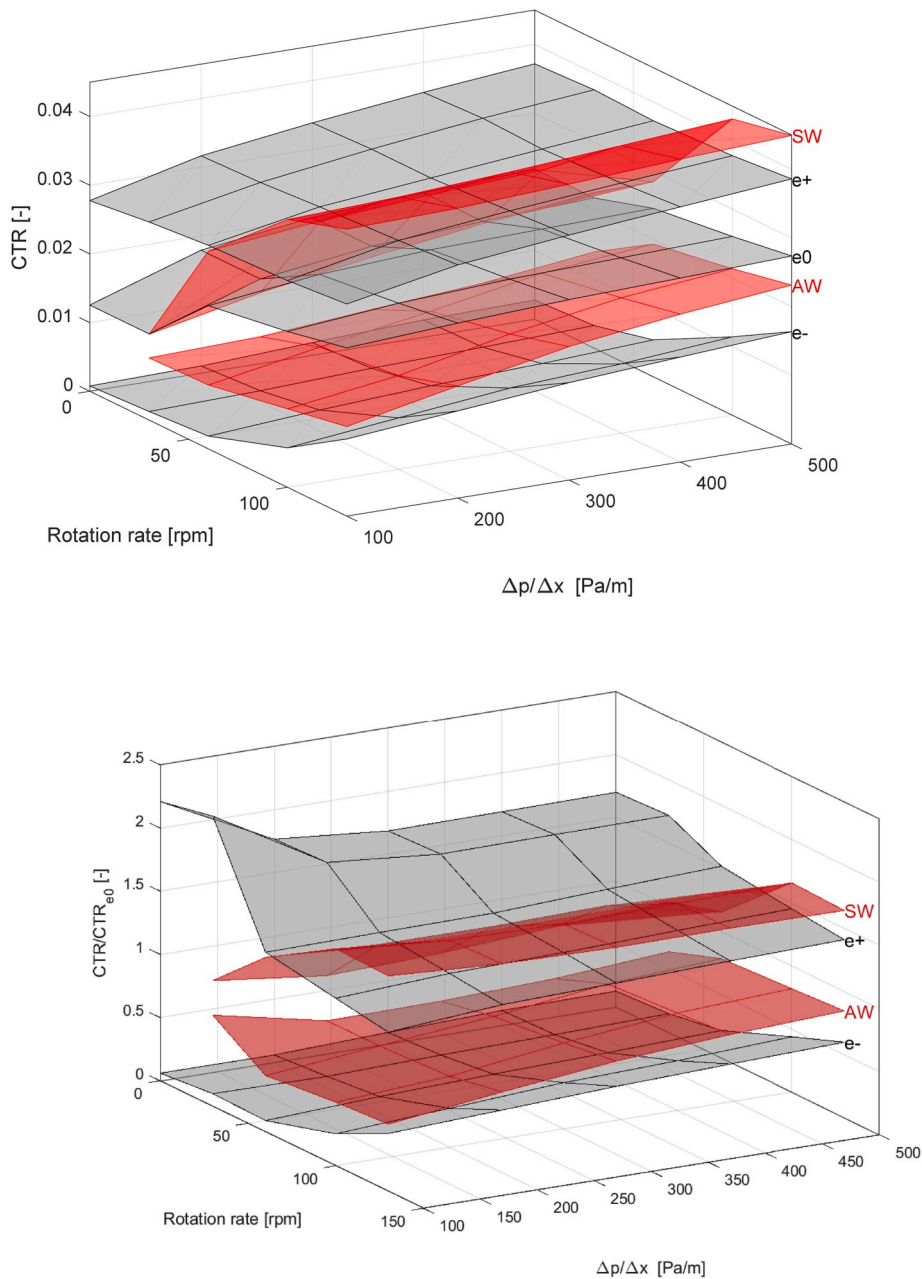 0.04
0.03
0.02
0.01
0
CTR [-]
SW
e+
e0
AW
e-
0
50
100
Rotation rate [rpm]
100
200
300
400
500
Δp/Δx [Pa/m]
2.5
2
1.5
1
0.5
0
CTR/CTRe0 [-]
SW
e+
AW
e-
0
50
100
150
Rotation rate [rpm]
100
150
200
250
300
350
400
450
500
Δp/Δx [Pa/m]